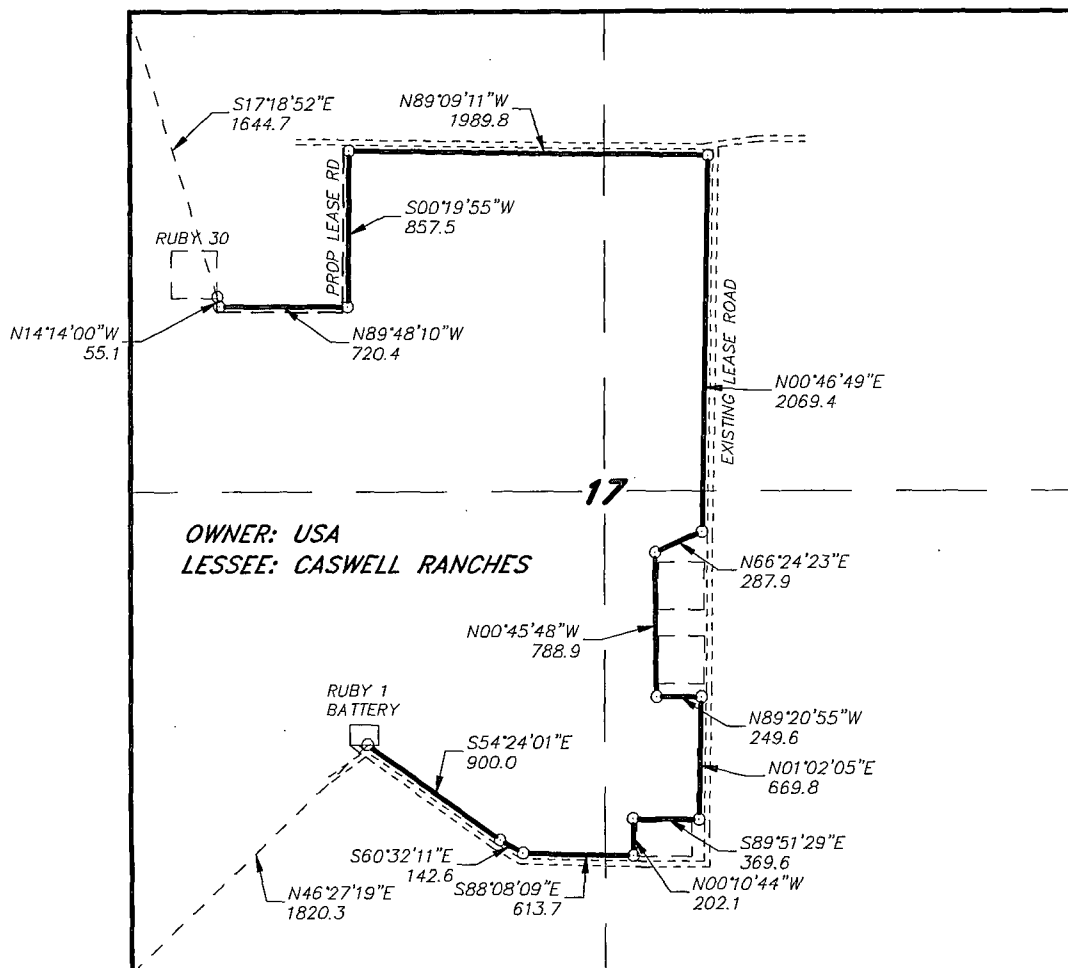 S17°18'52"E
1644.7
N89°09'11"W
1989.8
PROP LEASE RD
S00°19'55"W
857.5
RUBY 30
N14°14'00"W
55.1
N89°48'10"W
720.4
EXISTING LEASE ROAD
N00°46'49"E
2069.4
17
OWNER: USA
LESSEE: CASWELL RANCHES
N66°24'23"E
287.9
N00°45'48"W
788.9
RUBY 1
BATTERY
N89°20'55"W
249.6
S54°24'01"E
900.0
N01°02'05"E
669.8
S89°51'29"E
369.6
S60°32'11"E
142.6
N00°10'44"W
202.1
S88°08'09"E
613.7
N46°27'19"E
1820.3